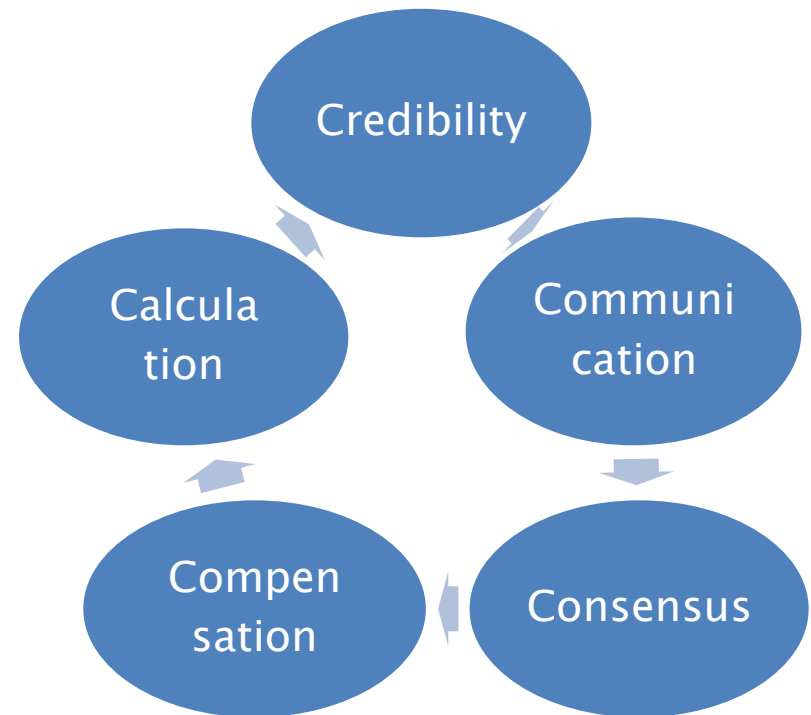 Credibility
Communi
cation
Consensus
Compen
sation
Calcula
tion